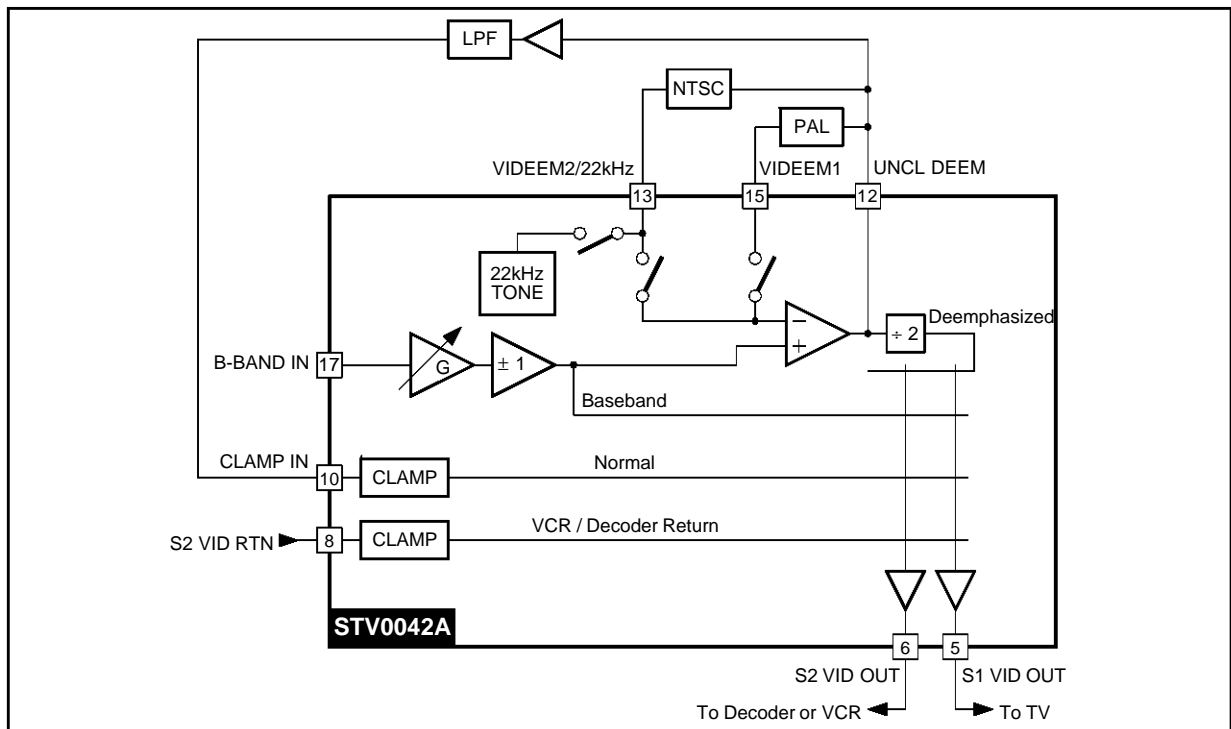 LPF
NTSC
PAL
VIDEEM2/22kHz
VIDEEM1
UNCL DEEM
13
15
12
22kHz
TONE
−
+
÷ 2
Deemphasized
B-BAND IN
17
G
± 1
Baseband
CLAMP IN
10
CLAMP
Normal
S2 VID RTN
8
CLAMP
VCR / Decoder Return
STV0042A
6
5
S2 VID OUT
S1 VID OUT
To Decoder or VCR
To TV